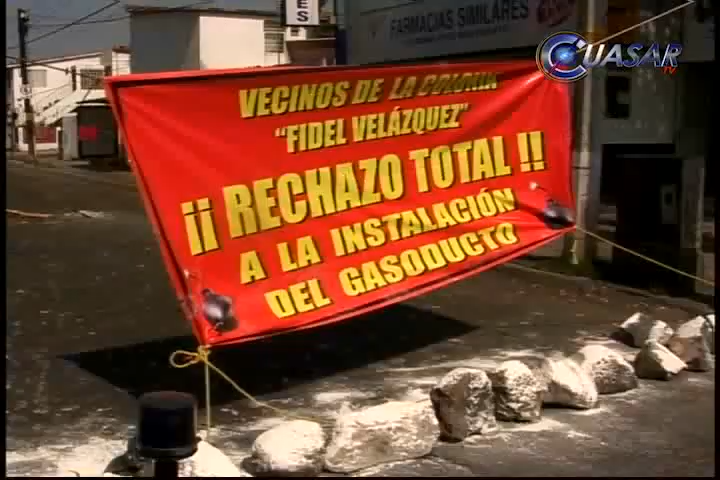 FARMACIAS SIMILARES
CUASAR
TV
VECINOS DE LA COLONIA
"FIDEL VELÁZQUEZ"
¡¡ RECHAZO TOTAL !!
A LA INSTALACIÓN
DEL GASODUCTO